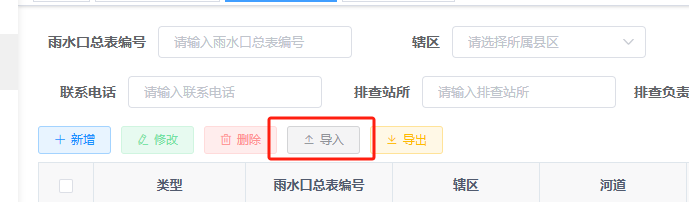 雨水口总表编号 请输入雨水口总表编号 辖区 请选择所属县区
联系电话 请输入联系电话 排查站所 请输入排查站所 排查负责
新增 修改 删除 导入 导出
类型 雨水口总表编号 辖区 河道